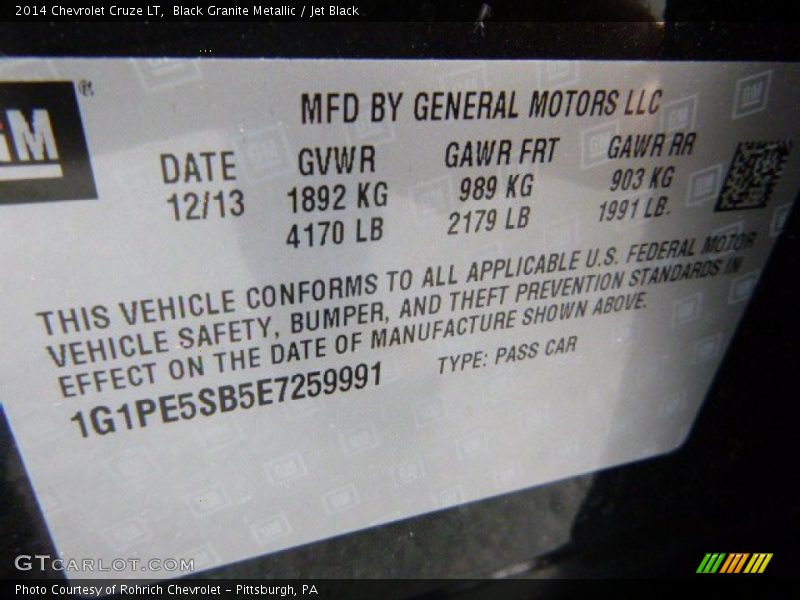 2014 Chevrolet Cruze LT,  Black Granite Metallic / Jet Black
GM®
MFD BY GENERAL MOTORS LLC
DATE GVWR GAWR FRT GAWR RR
12/13 1892 KG 989 KG 903 KG
4170 LB 2179 LB 1991 LB.
THIS VEHICLE CONFORMS TO ALL APPLICABLE U.S. FEDERAL MOTOR
VEHICLE SAFETY, BUMPER, AND THEFT PREVENTION STANDARDS IN
EFFECT ON THE DATE OF MANUFACTURE SHOWN ABOVE.
1G1PE5SB5E7259991 TYPE: PASS CAR
GTCARLOT.COM
Photo Courtesy of Rohrich Chevrolet – Pittsburgh, PA